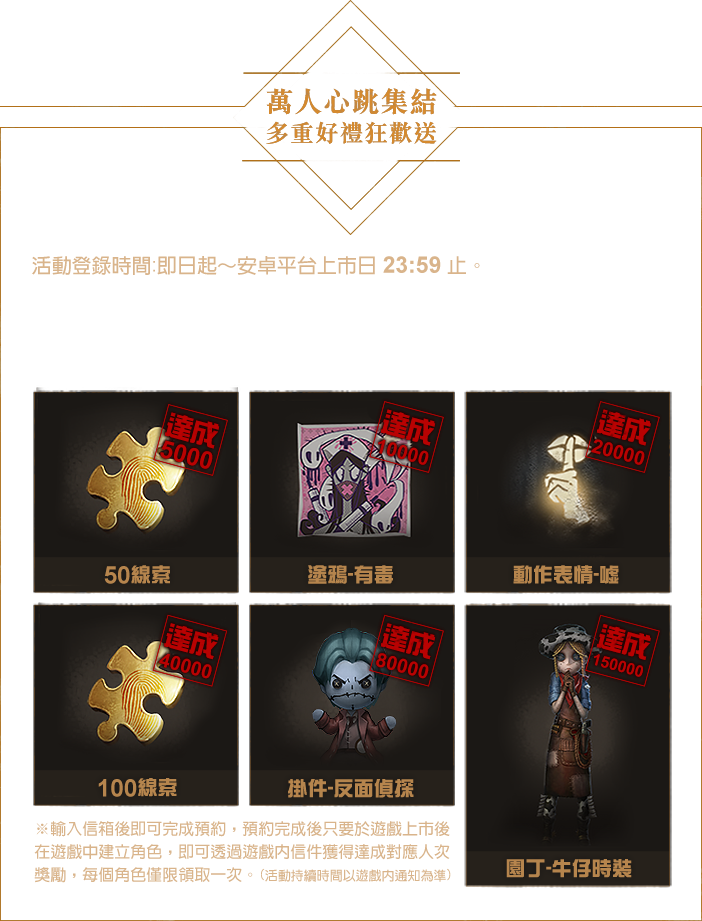 萬人心跳集結
多重好禮狂歡送
活動登錄時間:即日起～安卓平台上市日 23:59 止。
達成
5000
50線索
達成
10000
塗鴉-有毒
達成
20000
動作表情-噓
達成
40000
100線索
達成
80000
掛件-反面偵探
達成
150000
園丁-牛仔時裝
※輸入信箱後即可完成預約，預約完成後只要於遊戲上市後
在遊戲中建立角色，即可透過遊戲內信件獲得達成對應人次
獎勵，每個角色僅限領取一次。(活動持續時間以遊戲內通知為準)